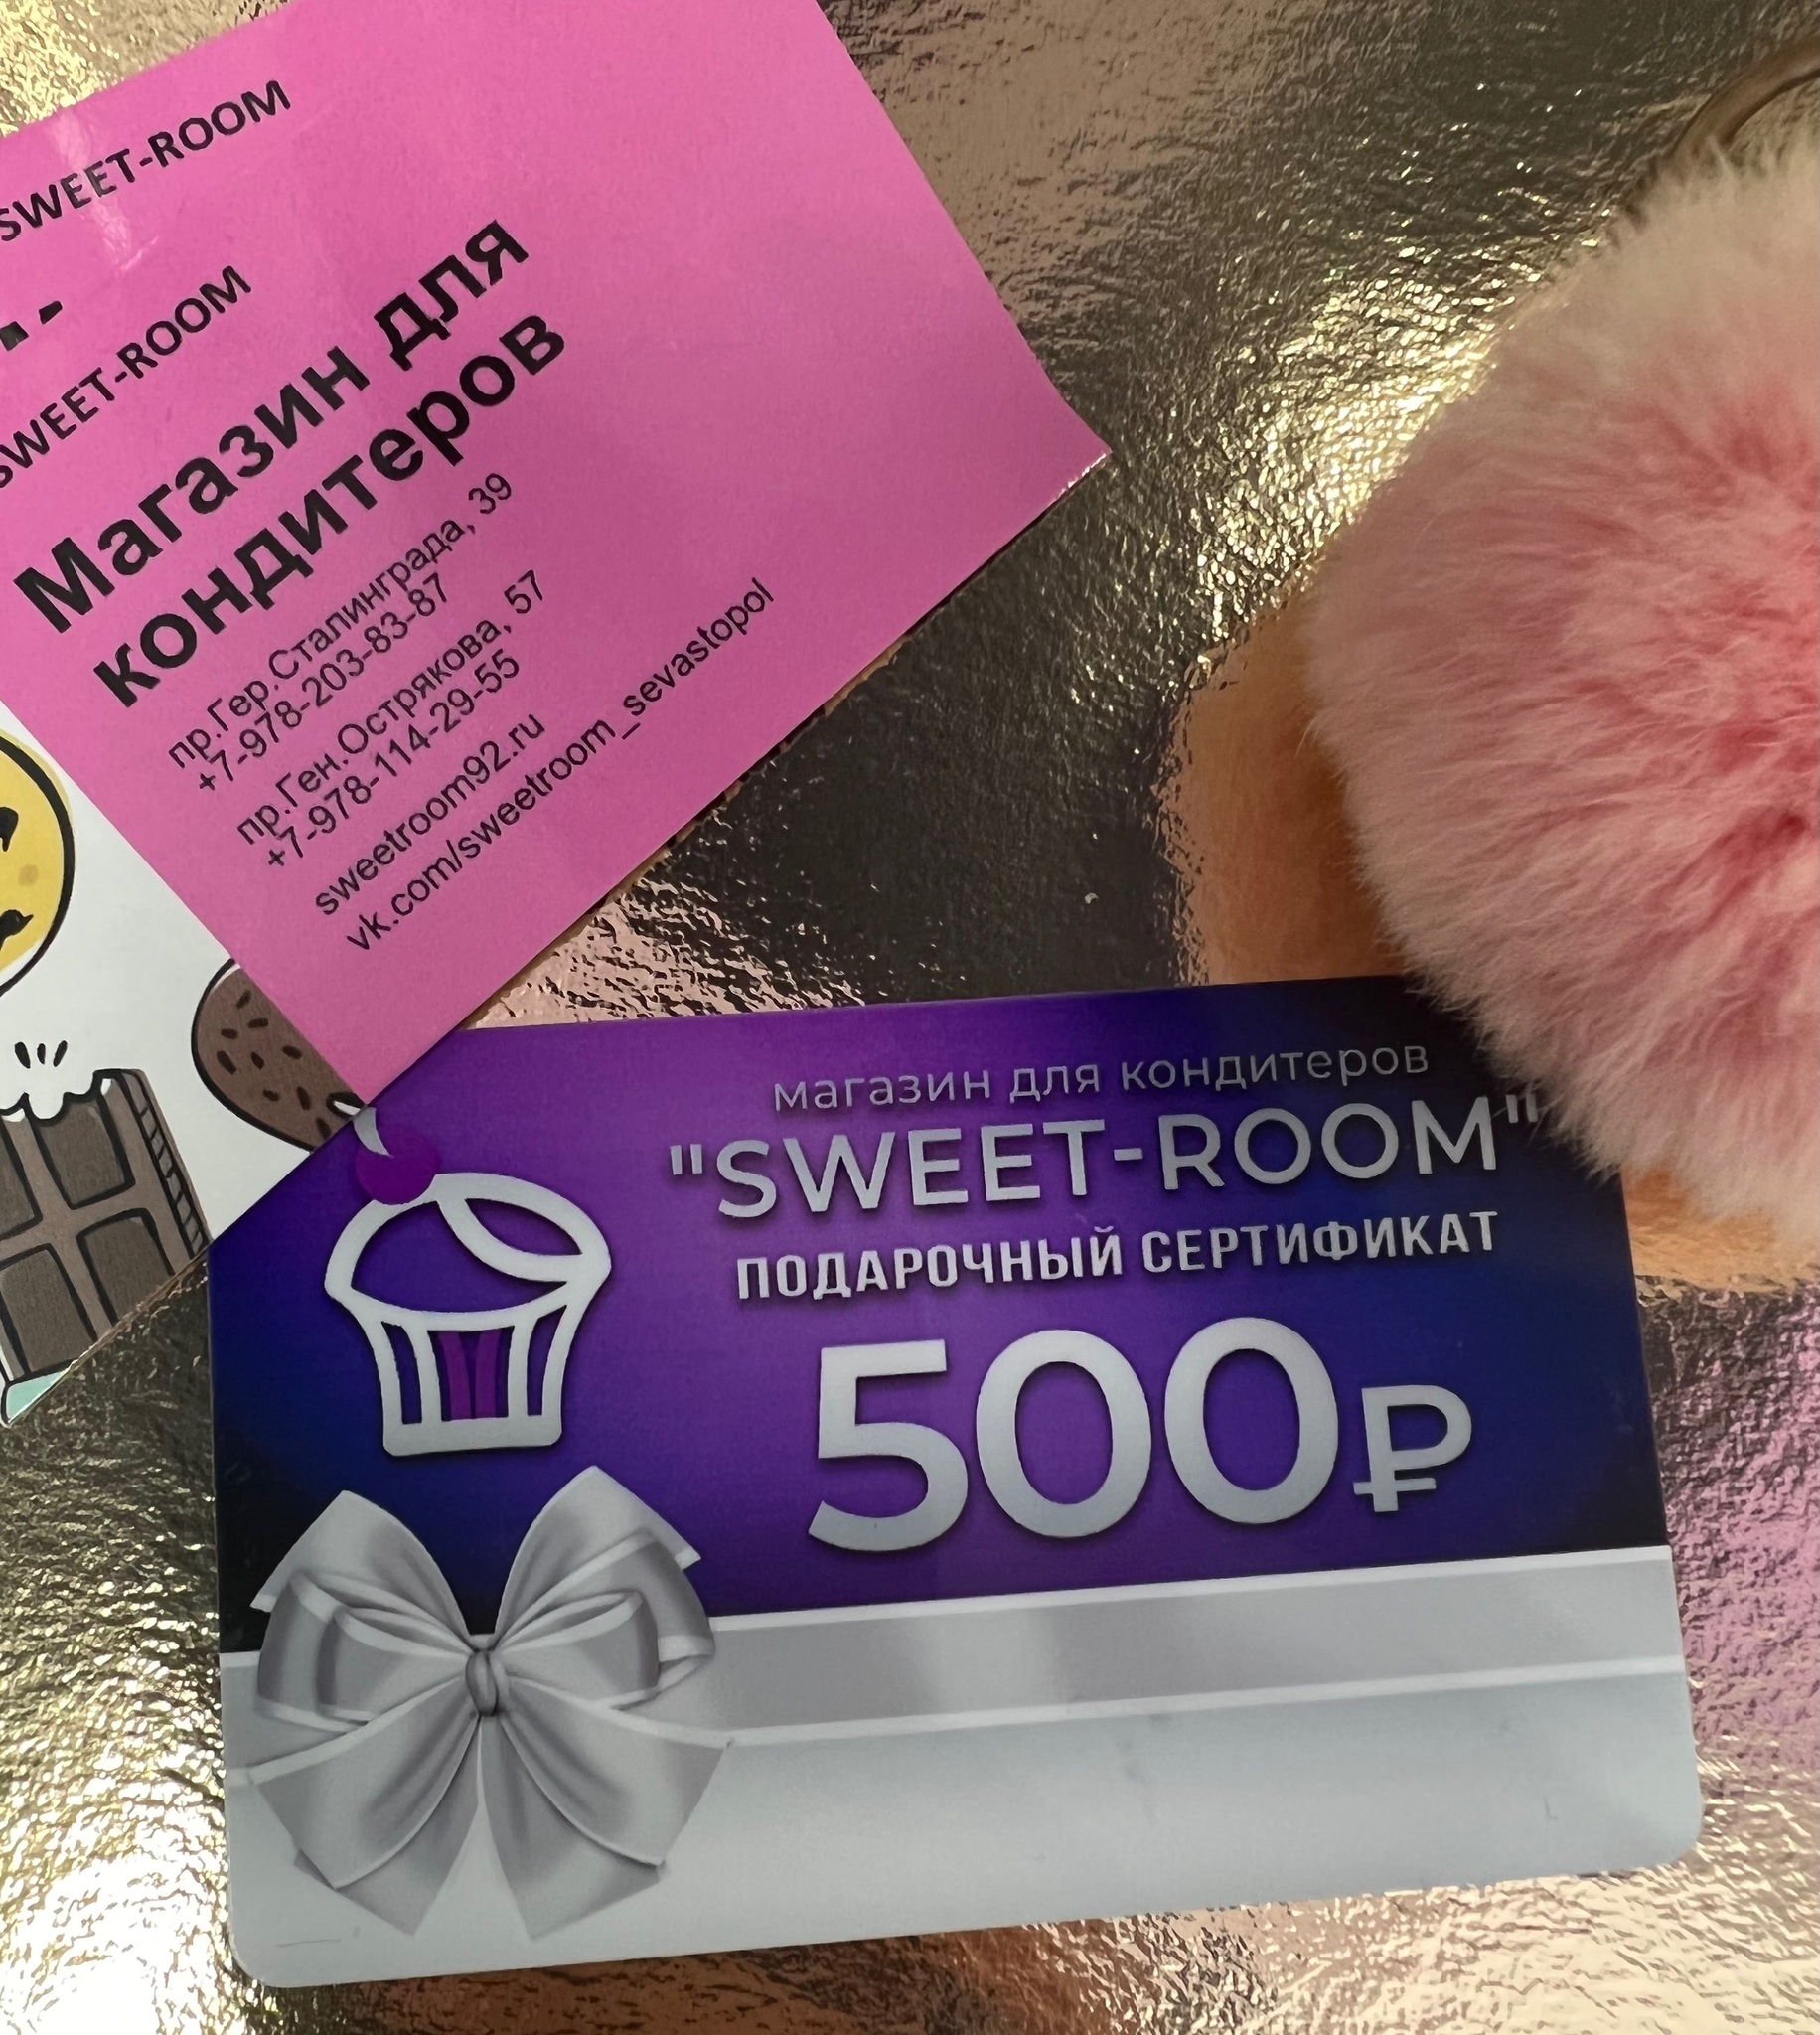 SWEET-ROOM
SWEET-ROOM
Магазин для
кондитеров
пр.Гер.Сталинграда, 39
+7-978-203-83-87
пр.Ген.Острякова, 57
+7-978-114-29-55
sweetroom92.ru
vk.com/sweetroom_sevastopol
магазин для кондитеров
"SWEET-ROOM"
ПОДАРОЧНЫЙ СЕРТИФИКАТ
500₽